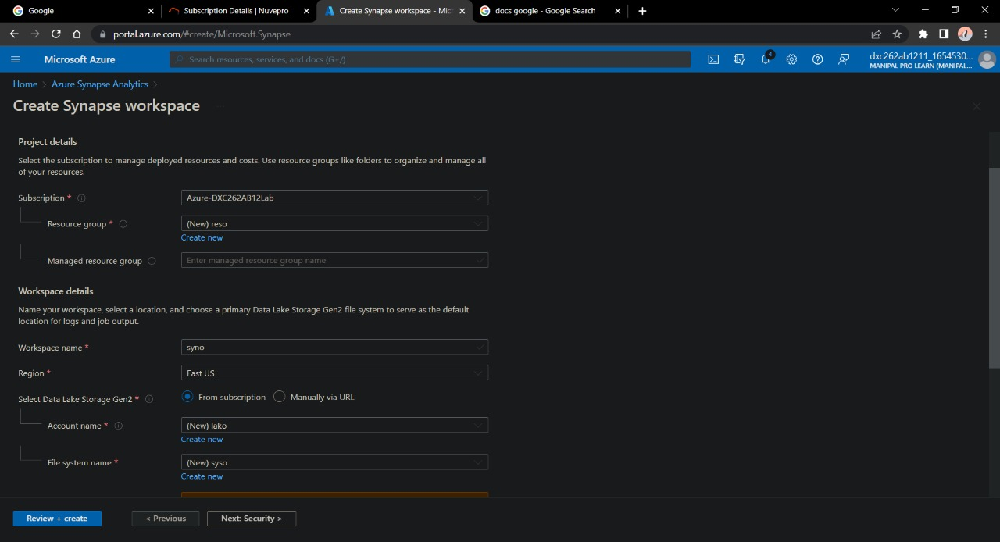 Google
Subscription Details | Nuvepro
Create Synapse workspace - Mic
docs google - Google Search
portal.azure.com/#create/Microsoft.Synapse
Microsoft Azure
Search resources, services, and docs (G+/)
4
dxc262ab1211_1654530...
MANIPAL PRO LEARN (MANIPAL...
Home > Azure Synapse Analytics >
Create Synapse workspace ...
Project details
Select the subscription to manage deployed resources and costs. Use resource groups like folders to organize and manage all
of your resources.
Subscription *
Azure-DXC262AB12Lab
Resource group *
(New) reso
Create new
Managed resource group
Enter managed resource group name
Workspace details
Name your workspace, select a location, and choose a primary Data Lake Storage Gen2 file system to serve as the default
location for logs and job output.
Workspace name *
syno
Region *
East US
Select Data Lake Storage Gen2 *
From subscription
Manually via URL
Account name *
(New) lako
Create new
File system name *
(New) syso
Create new
Review + create
< Previous
Next: Security >